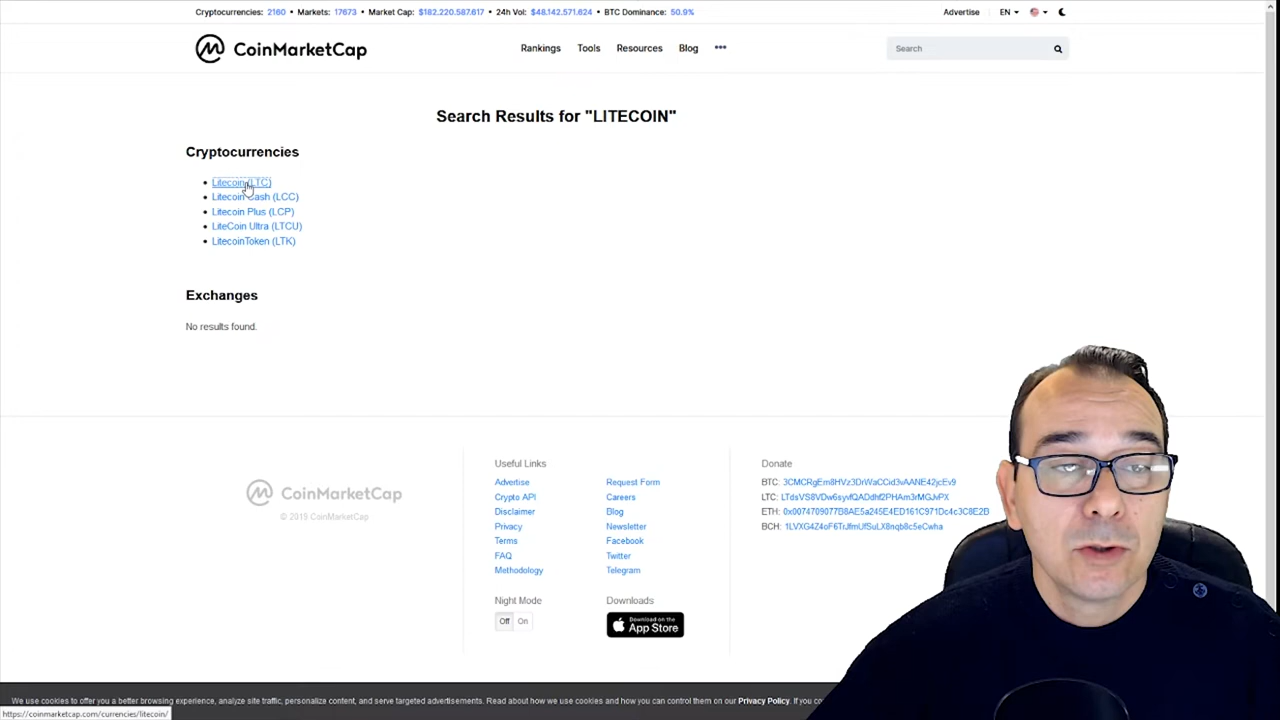 Cryptocurrencies: 2160 • Markets: 17673 • Market Cap: $182.220.587.617 • 24h Vol: $48.142.571.624 • BTC Dominance: 50.9%
Advertise EN
CoinMarketCap
Rankings Tools Resources Blog •••
Search
Search Results for "LITECOIN"
Cryptocurrencies
• Litecoin (LTC)
• Litecoin Cash (LCC)
• Litecoin Plus (LCP)
• LiteCoin Ultra (LTCU)
• LitecoinToken (LTK)
Exchanges
No results found.
CoinMarketCap
© 2019 CoinMarketCap
Useful Links
Advertise
Crypto API
Disclaimer
Privacy
Terms
FAQ
Methodology
Request Form
Careers
Blog
Newsletter
Facebook
Twitter
Telegram
Night Mode
Off On
Downloads
Download on the
App Store
Donate
BTC:
LTC:
ETH:
BCH:
We use cookies to offer you a better browsing experience, analyze site traffic, personalize content, and serve targeted advertisements. Read about how we use cookies and how you can control them on our Privacy Policy. If you co
https://coinmarketcap.com/currencies/litecoin/